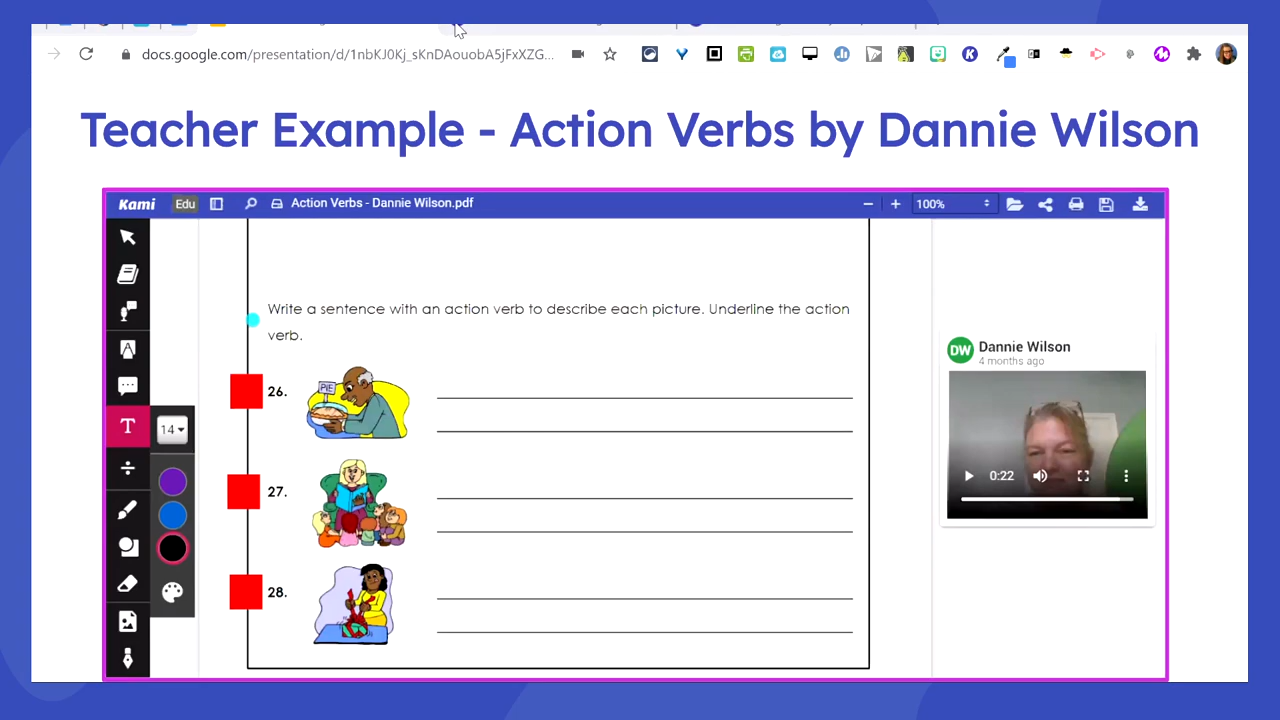 docs.google.com/presentation/d/1nbKJ0Kj_sKnDAouobA5jFxXZG...
Teacher Example - Action Verbs by Dannie Wilson
Kami Edu Action Verbs - Dannie Wilson.pdf 100%
Write a sentence with an action verb to describe each picture. Underline the action
verb.
Dannie Wilson
DW
4 months ago
26.
PIE
T
14
0:22
27.
28.